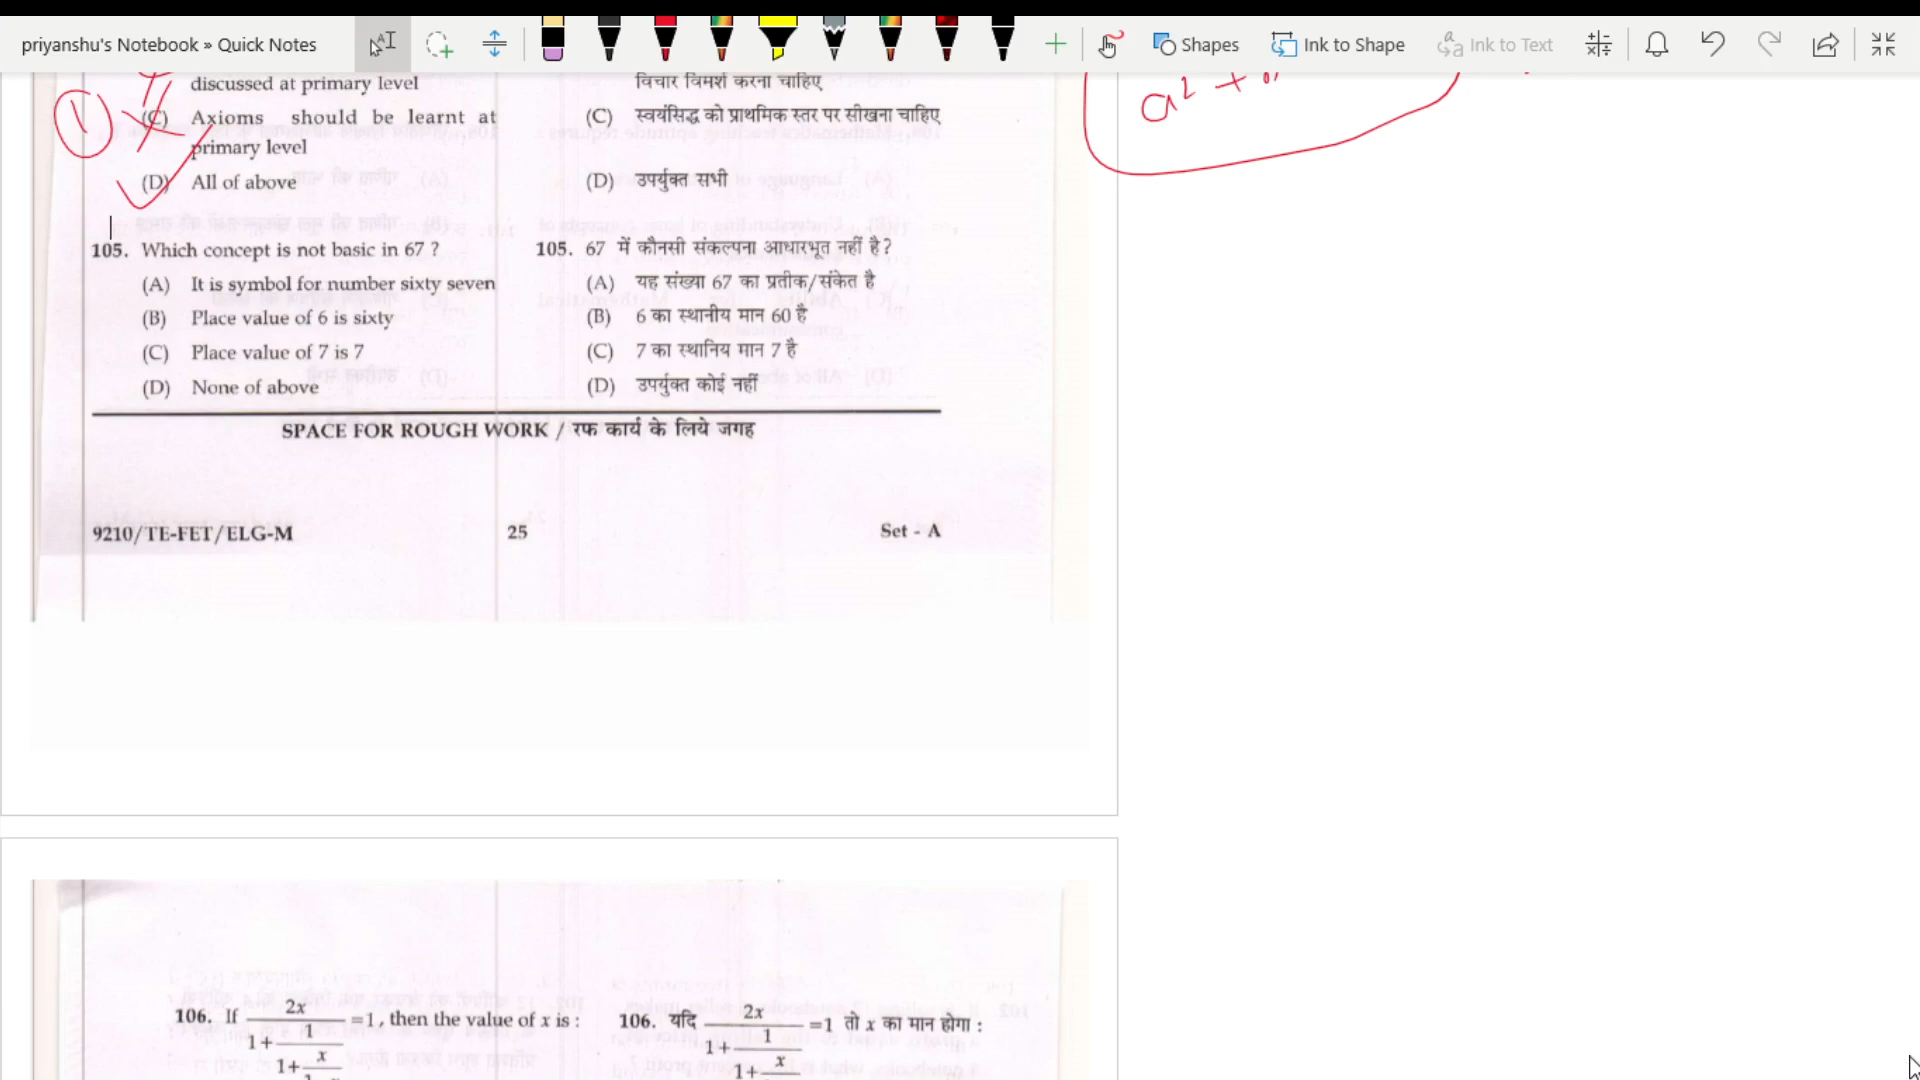 priyanshu's Notebook » Quick Notes
Shapes
Ink to Shape
Ink to Text
discussed at primary level
(C) Axioms should be learnt at
primary level
(D) All of above
विचार विमर्श करना चाहिए
(C) स्वयंसिद्ध को प्राथमिक स्तर पर सीखना चाहिए
(D) उपर्युक्त सभी
a² +
105. Which concept is not basic in 67 ?
(A) It is symbol for number sixty seven
(B) Place value of 6 is sixty
(C) Place value of 7 is 7
(D) None of above
105. 67 में कौनसी संकल्पना आधारभूत नहीं है?
(A) यह संख्या 67 का प्रतीक/संकेत है
(B) 6 का स्थानीय मान 60 है
(C) 7 का स्थानिय मान 7 है
(D) उपर्युक्त कोई नहीं
SPACE FOR ROUGH WORK / रफ कार्य के लिये जगह
9210/TE-FET/ELG-M 25 Set - A
106. If 2x/(1+1/(1+x/ =1, then the value of x is :
106. यदि 2x/(1+1/(1+x/ =1 तो x का मान होगा :